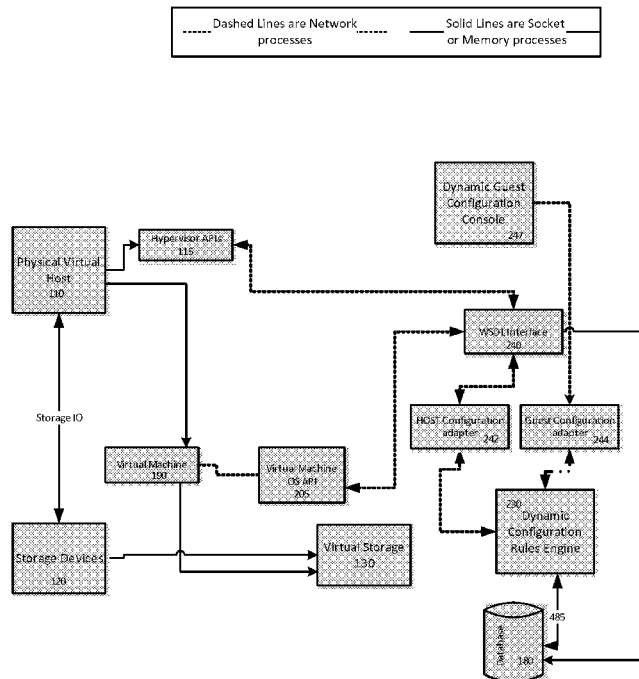 Dashed Lines are Network
processes
Solid Lines are Socket
or Memory processes
Dynamic Guest
Configuration
Console
247
Hypervisor APIs
115
Physical Virtual
Host
110
WSDL Interface
240
Storage IO
HOST Configuration
adapter
242
Guest Configuration
adapter
244
Virtual Machine
190
Virtual Machine
OS API
205
230
Dynamic
Configuration
Rules Engine
Storage Devices
120
Virtual Storage
130
485
Database
180